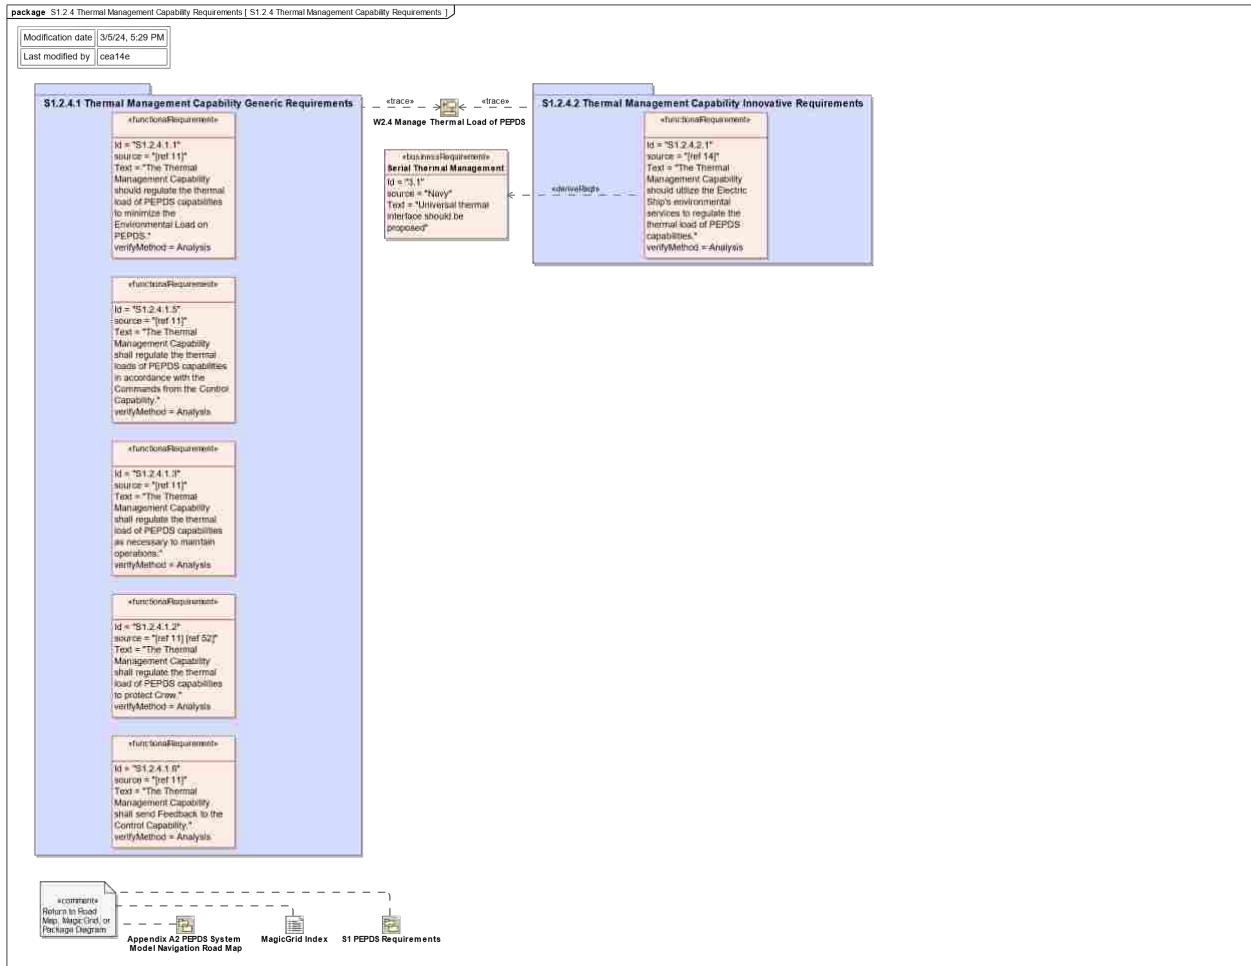 package S1.2.4 Thermal Management Capability Requirements [ S1.2.4 Thermal Management Capability Requirements ]
Modification date 3/5/24, 5:29 PM
Last modified by cea14e
S1.2.4.1 Thermal Management Capability Generic Requirements
«functionalRequirement»
Id = "S1.2.4.1.1"
source = "[ref 11]"
Text = "The Thermal
Management Capability
should regulate the thermal
load of PEPDS capabilities
to minimize the
Environmental Load on
PEPDS."
verifyMethod = Analysis
«functionalRequirement»
Id = "S1.2.4.1.5"
source = "[ref 11]"
Text = "The Thermal
Management Capability
shall regulate the thermal
loads of PEPDS capabilities
in accordance with the
Commands from the Control
Capability."
verifyMethod = Analysis
«functionalRequirement»
Id = "S1.2.4.1.3"
source = "[ref 11]"
Text = "The Thermal
Management Capability
shall regulate the thermal
load of PEPDS capabilities
as necessary to maintain
operations."
verifyMethod = Analysis
«functionalRequirement»
Id = "S1.2.4.1.2"
source = "[ref 11] [ref 52]"
Text = "The Thermal
Management Capability
shall regulate the thermal
load of PEPDS capabilities
to protect Crew."
verifyMethod = Analysis
«functionalRequirement»
Id = "S1.2.4.1.6"
source = "[ref 11]"
Text = "The Thermal
Management Capability
shall send Feedback to the
Control Capability."
verifyMethod = Analysis
«trace»
«trace»
W2.4 Manage Thermal Load of PEPDS
«businessRequirement»
Serial Thermal Management
Id = "3.1"
source = "Navy"
Text = "Universal thermal
interface should be
proposed"
«deriveReqt»
S1.2.4.2 Thermal Management Capability Innovative Requirements
«functionalRequirement»
Id = "S1.2.4.2.1"
source = "[ref 14]"
Text = "The Thermal
Management Capability
should utilize the Electric
Ship's environmental
services to regulate the
thermal load of PEPDS
capabilities."
verifyMethod = Analysis
«comment»
Return to Road
Map, MagicGrid, or
Package Diagram
Appendix A2 PEPDS System
Model Navigation Road Map
MagicGrid Index
S1 PEPDS Requirements